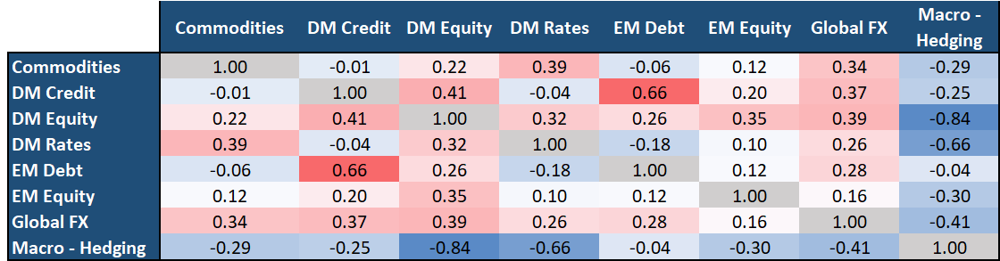 Commodities DM Credit DM Equity DM Rates EM Debt EM Equity Global FX Macro - Hedging
Commodities 1.00 -0.01 0.22 0.39 -0.06 0.12 0.34 -0.29
DM Credit -0.01 1.00 0.41 -0.04 0.66 0.20 0.37 -0.25
DM Equity 0.22 0.41 1.00 0.32 0.26 0.35 0.39 -0.84
DM Rates 0.39 -0.04 0.32 1.00 -0.18 0.10 0.26 -0.66
EM Debt -0.06 0.66 0.26 -0.18 1.00 0.12 0.28 -0.04
EM Equity 0.12 0.20 0.35 0.10 0.12 1.00 0.16 -0.30
Global FX 0.34 0.37 0.39 0.26 0.28 0.16 1.00 -0.41
Macro - Hedging -0.29 -0.25 -0.84 -0.66 -0.04 -0.30 -0.41 1.00